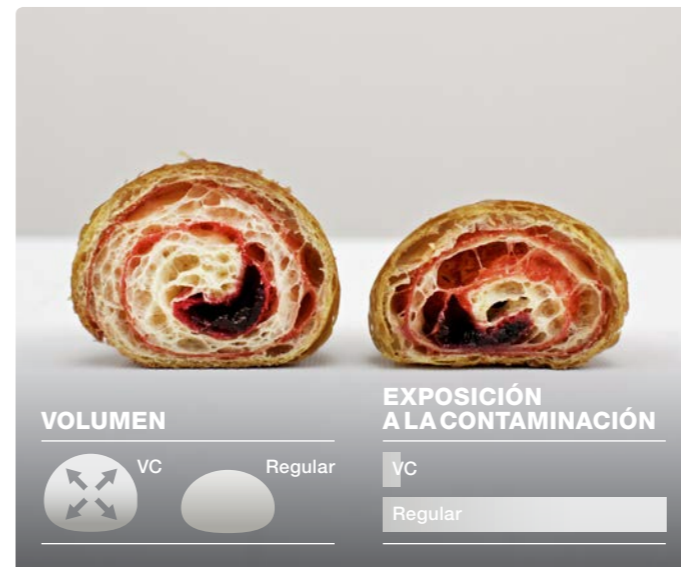 VOLUMEN
VC
Regular
EXPOSICIÓN
A LA CONTAMINACIÓN
VC
Regular